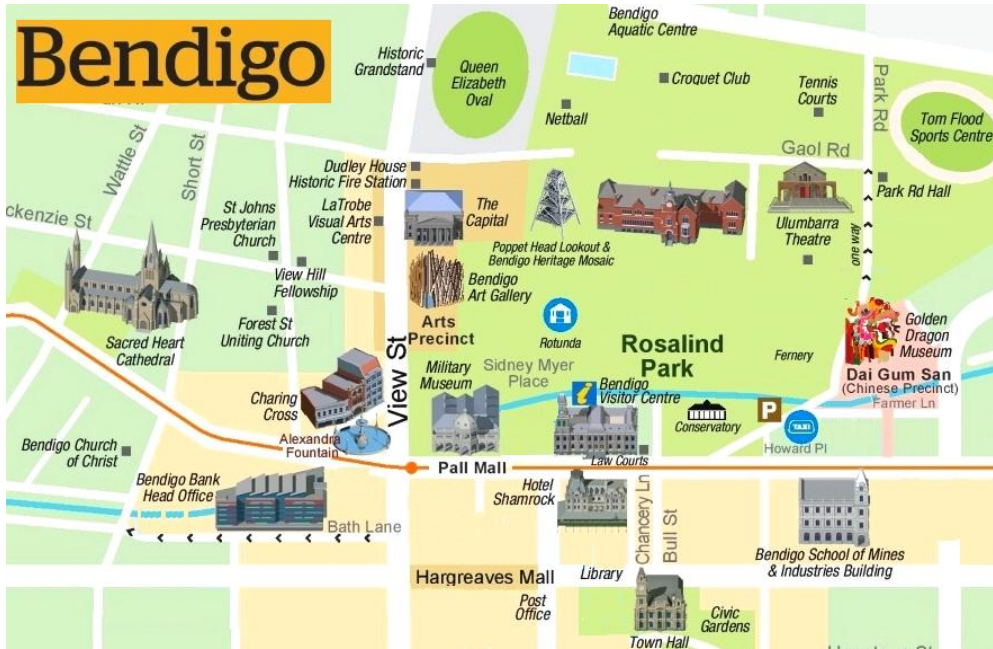 Bendigo
Historic
Grandstand
Queen
Elizabeth
Oval
Bendigo
Aquatic Centre
Croquet Club
Netball
Tennis
Courts
Park Rd
Tom Flood
Sports Centre
Gaol Rd
Park Rd Hall
Wattle St
Short St
Dudley House
Historic Fire Station
LaTrobe
Visual Arts
Centre
The
Capital
St Johns
Presbyterian
Church
View Hill
Fellowship
Poppet Head Lookout &
Bendigo Heritage Mosaic
Ulumbarra
Theatre
one way
Bendigo
Art Gallery
Forest St
Uniting Church
Sacred Heart
Cathedral
Arts
Precinct
View St
Rotunda
Rosalind
Park
Fernery
Golden
Dragon
Museum
Dai Gum San
(Chinese Precinct)
Farmer Ln
Military
Museum
Sidney Myer
Place
i
Bendigo
Visitor Centre
Conservatory
P
TAXI
Howard Pl
Charing
Cross
Alexandra
Fountain
Pall Mall
Law Courts
Bendigo Church
of Christ
Bendigo Bank
Head Office
Bath Lane
Hotel
Shamrock
Chancery Ln
Bull St
Bendigo School of Mines
& Industries Building
Hargreaves Mall
Library
Post
Office
Town Hall
Civic
Gardens